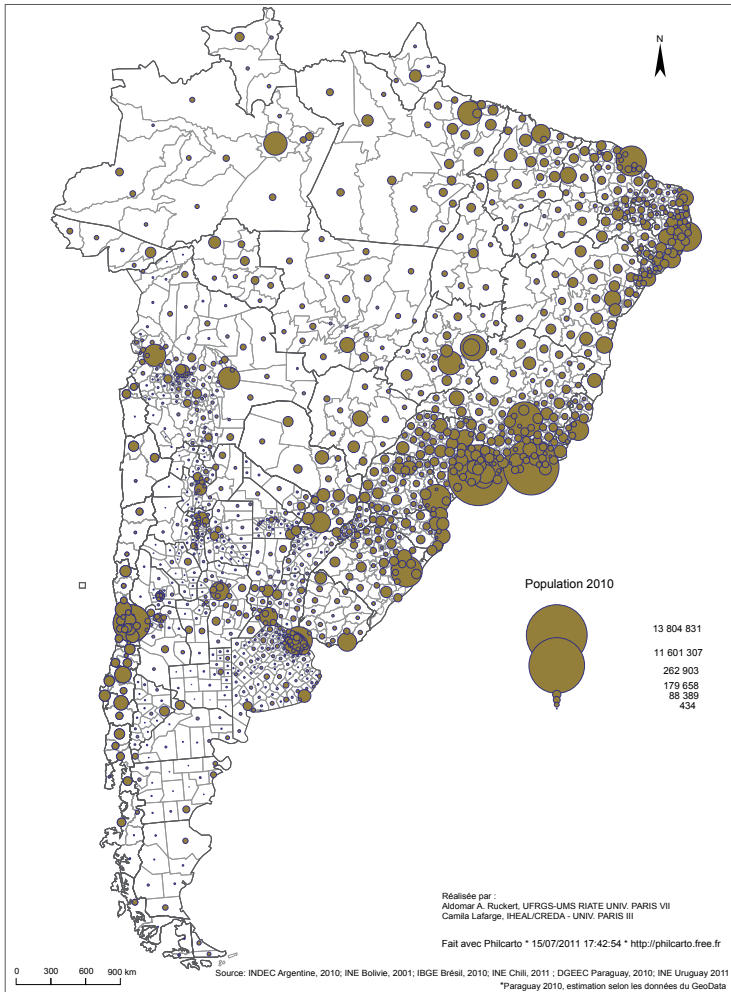 N
Population 2010
13 804 831
11 601 307
262 903
179 658
88 389
434
Réalisée par :
Aldomar A. Ruckert, UFRGS-UMS RIATE UNIV. PARIS VII
Camila Lafarge, IHEAL/CREDA - UNIV. PARIS III
Fait avec Philcarto * 15/07/2011 17:42:54 * http://philcarto.free.fr
0 300 600 900 km
Source: INDEC Argentine, 2010; INE Bolivie, 2001; IBGE Brésil, 2010; INE Chili, 2011 ; DGEEC Paraguay, 2010; INE Uruguay 2011
*Paraguay 2010, estimation selon les données du GeoData